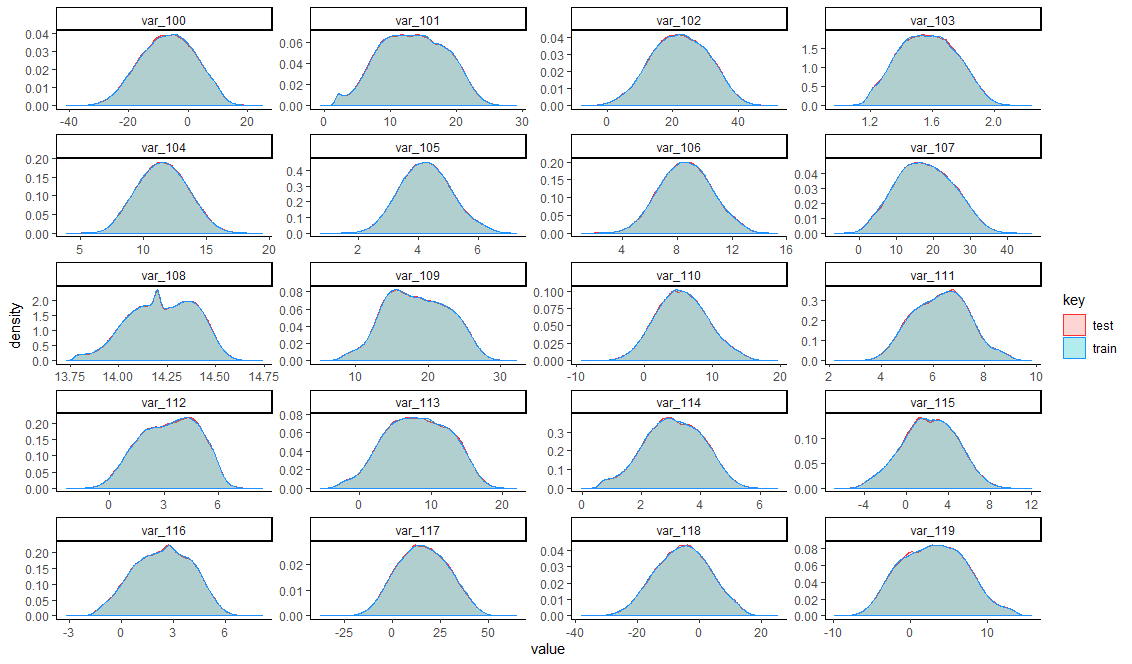 var_100 var_101 var_102 var_103
0.04 0.03 0.02 0.01 0.00
-40 -20 0 20
0.06 0.04 0.02 0.00
0 10 20 30
0.04 0.03 0.02 0.01 0.00
0 20 40
1.5 1.0 0.5 0.0
1.2 1.6 2.0
var_104 var_105 var_106 var_107
0.20 0.15 0.10 0.05 0.00
5 10 15 20
0.4 0.3 0.2 0.1 0.0
2 4 6
0.20 0.15 0.10 0.05 0.00
4 8 12 16
0.04 0.03 0.02 0.01 0.00
0 10 20 30 40
var_108 var_109 var_110 var_111
2.0 1.5 1.0 0.5 0.0
13.75 14.00 14.25 14.50 14.75
0.08 0.06 0.04 0.02 0.00
10 20 30
0.100 0.075 0.050 0.025 0.000
-10 0 10 20
0.3 0.2 0.1 0.0
2 4 6 8 10
var_112 var_113 var_114 var_115
0.20 0.15 0.10 0.05 0.00
0 3 6
0.08 0.06 0.04 0.02 0.00
0 10 20
0.3 0.2 0.1 0.0
0 2 4 6
0.10 0.05 0.00
-4 0 4 8 12
var_116 var_117 var_118 var_119
0.20 0.15 0.10 0.05 0.00
-3 0 3 6
0.02 0.01 0.00
-25 0 25 50
0.04 0.03 0.02 0.01 0.00
-40 -20 0 20
0.08 0.06 0.04 0.02 0.00
-10 0 10
density
value
key
test
train